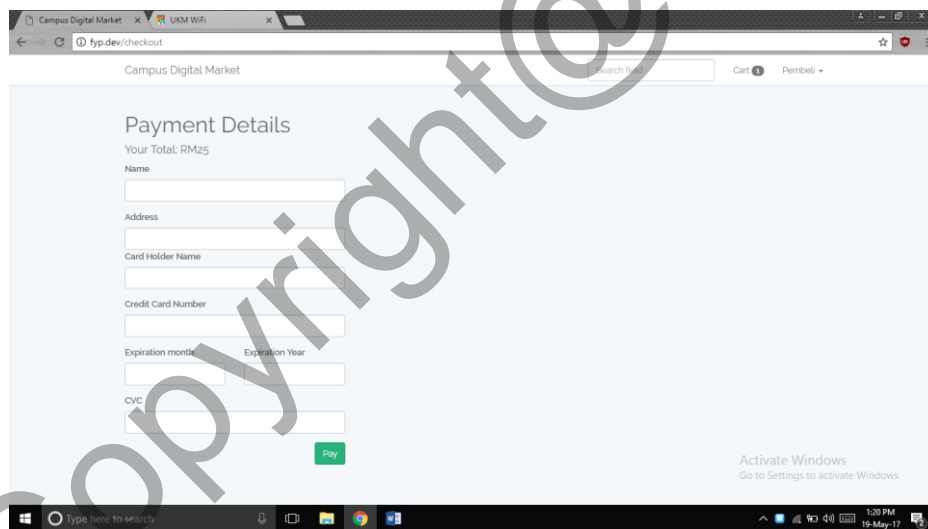 Campus Digital Market
UKM WiFi
fyp.dev/checkout
Campus Digital Market
Search field
Cart 1
Pembeli
Payment Details
Your Total: RM25
Name
Address
Card Holder Name
Credit Card Number
Expiration month
Expiration Year
CVC
Pay
Activate Windows
Go to Settings to activate Windows.
Type here to search
1:20 PM
19-May-17
2
Copyright@